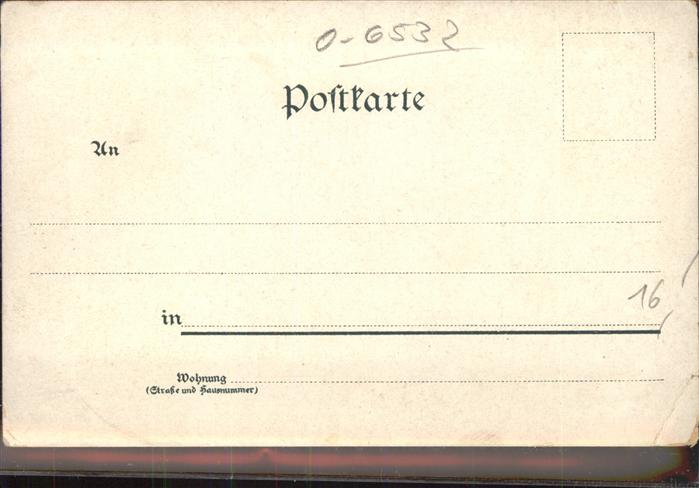 0-6532
Postkarte
An
16,
in
Wohnung
(Straße und Hausnummer)